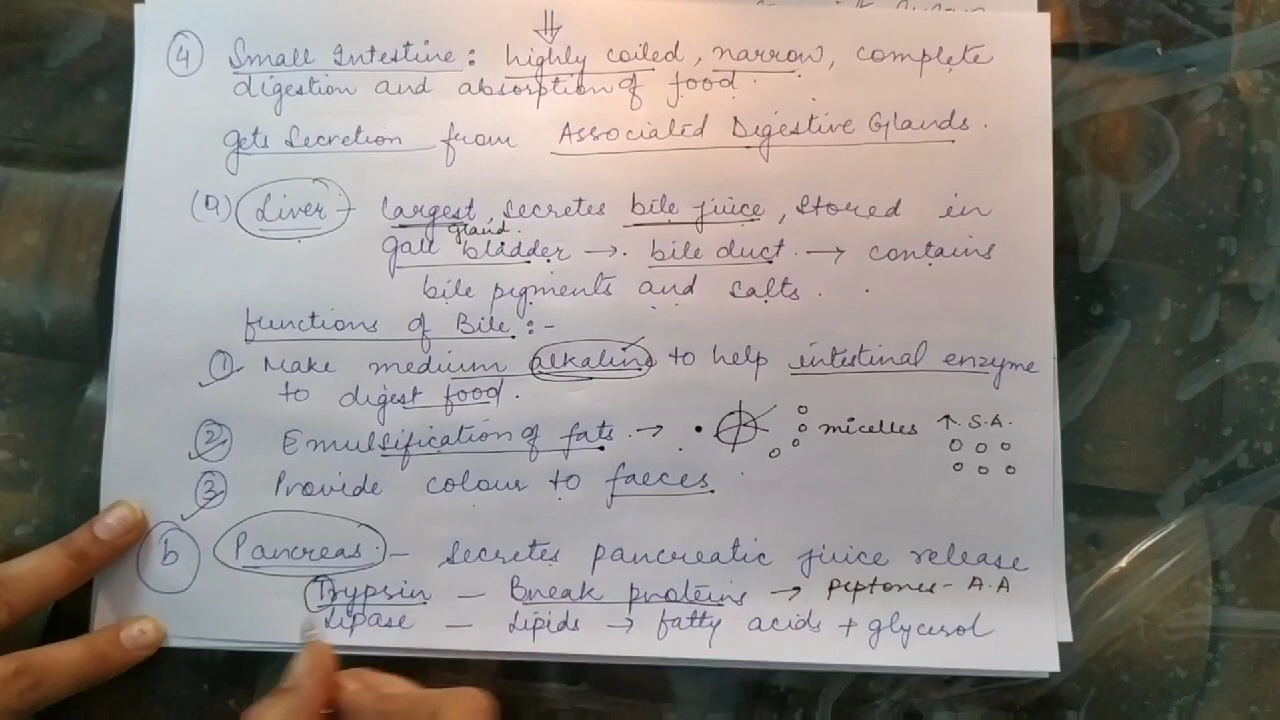 ④ Small Intestine : highly coiled, narrow, complete
digestion and absorption of food.
gets Secretion from Associated Digestive Glands.
(a) Liver - largest gland, secretes bile juice, stored in
gall bladder → bile duct → contains
bile pigments and salts.
functions of Bile :-
① Make medium alkaline to help intestinal enzyme
to digest food.
② Emulsification of fats. → micelles ↑ S.A.
③ Provide colour to faeces.
ⓑ Pancreas - secretes pancreatic juice release
Trypsin - Break proteins → peptones - A.A
Lipase - Lipids → fatty acids + glycerol